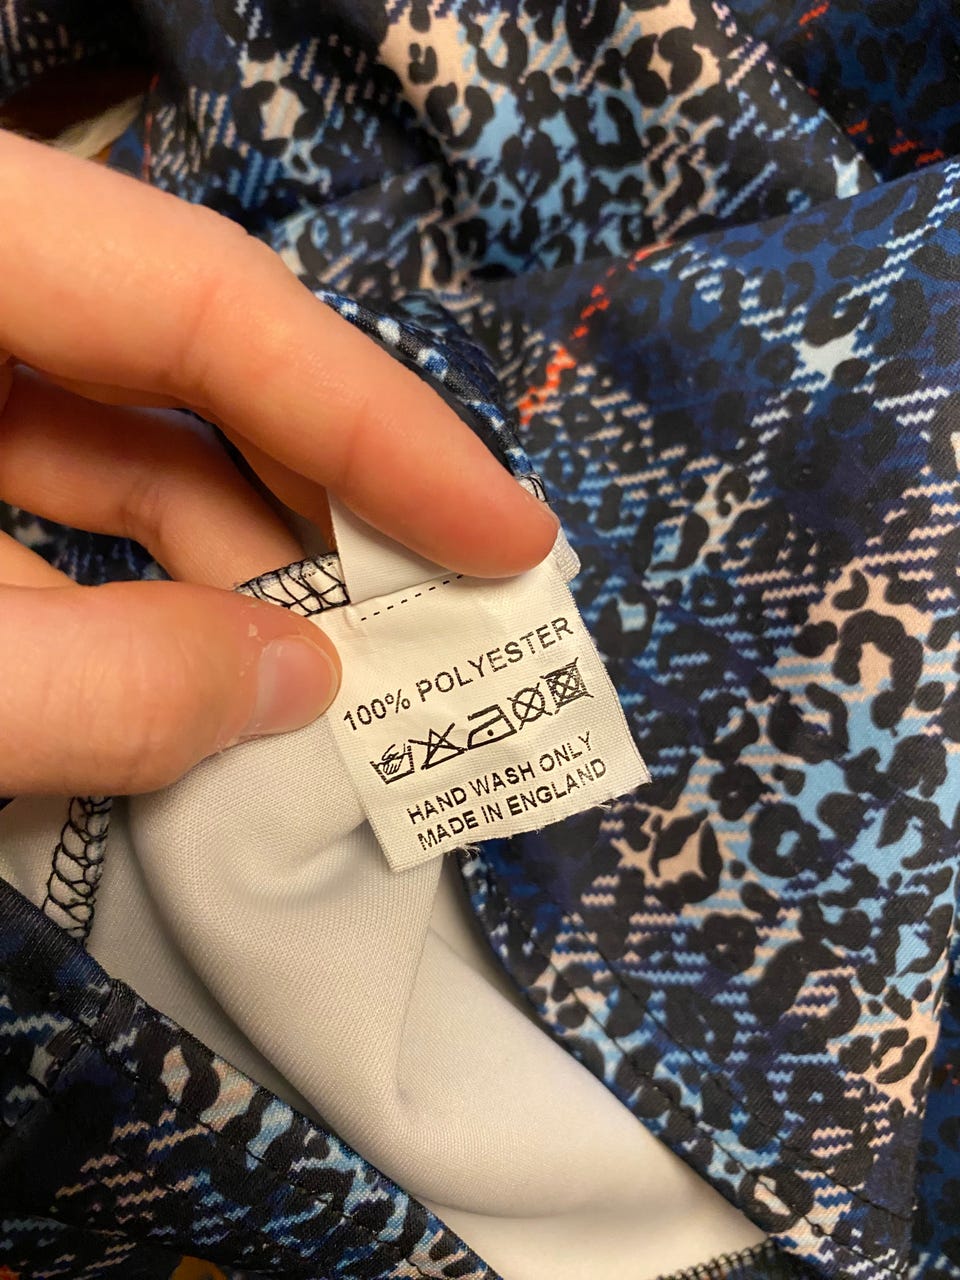 100% POLYESTER
HAND WASH ONLY
MADE IN ENGLAND